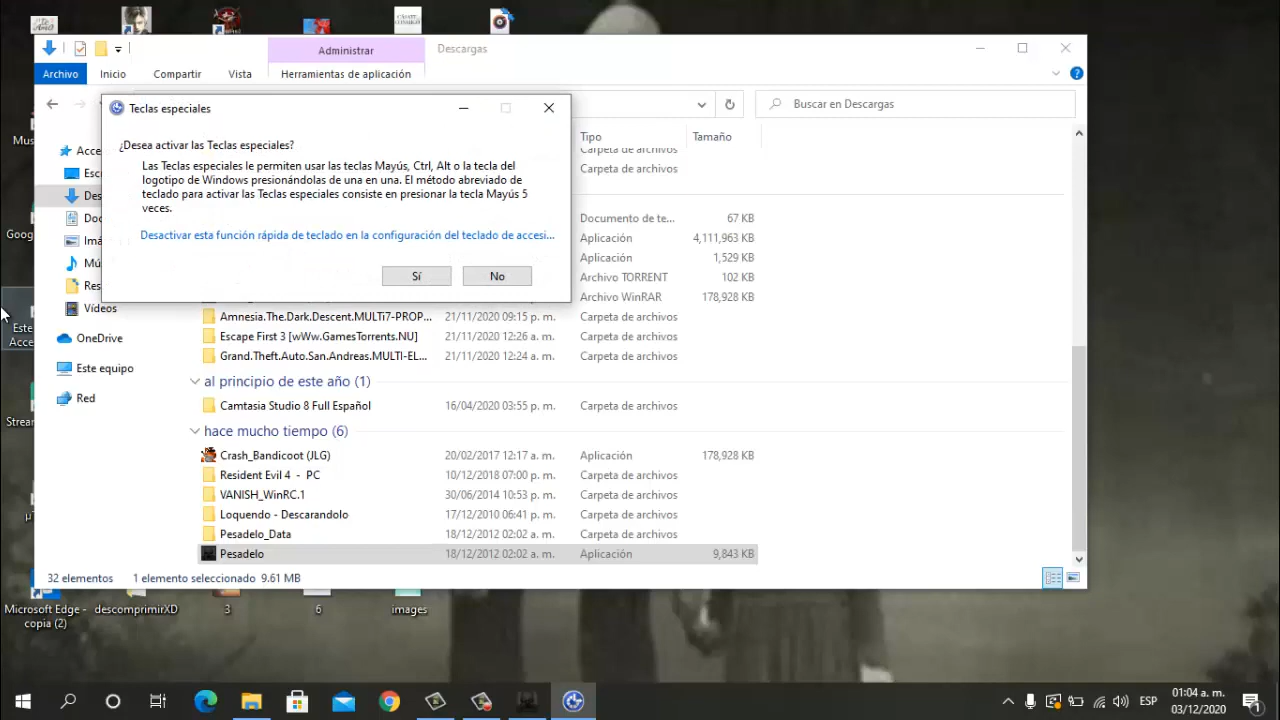 Administrar
Descargas
Archivo
Inicio
Compartir
Vista
Herramientas de aplicación
Buscar en Descargas
Teclas especiales
¿Desea activar las Teclas especiales?
Las Teclas especiales le permiten usar las teclas Mayús, Ctrl, Alt o la tecla del
logotipo de Windows presionándolas de una en una. El método abreviado de
teclado para activar las Teclas especiales consiste en presionar la tecla Mayús 5
veces.
Desactivar esta función rápida de teclado en la configuración del teclado de accesi...
Sí
No
Tipo
Tamaño
Carpeta de archivos
Carpeta de archivos
Documento de te...
67 KB
Aplicación
4,111,963 KB
Aplicación
1,529 KB
Archivo TORRENT
102 KB
Archivo WinRAR
178,928 KB
Acce
Esc
Des
Doc
Imá
Mú
Res
Vídeos
OneDrive
Este equipo
Red
Amnesia.The.Dark.Descent.MULTi7-PROP...
21/11/2020 09:15 p. m.
Carpeta de archivos
Escape First 3 [wWw.GamesTorrents.NU]
21/11/2020 12:26 a. m.
Carpeta de archivos
Grand.Theft.Auto.San.Andreas.MULTI-EL...
21/11/2020 12:24 a. m.
Carpeta de archivos
al principio de este año (1)
Camtasia Studio 8 Full Español
16/04/2020 03:55 p. m.
Carpeta de archivos
hace mucho tiempo (6)
Crash_Bandicoot (JLG)
20/02/2017 12:17 a. m.
Aplicación
178,928 KB
Resident Evil 4 - PC
10/12/2018 07:00 p. m.
Carpeta de archivos
VANISH_WinRC.1
30/06/2014 10:53 p. m.
Carpeta de archivos
Loquendo - Descarandolo
17/12/2010 06:41 p. m.
Carpeta de archivos
Pesadelo_Data
18/12/2012 02:02 a. m.
Carpeta de archivos
Pesadelo
18/12/2012 02:02 a. m.
Aplicación
9,843 KB
32 elementos
1 elemento seleccionado 9.61 MB
Mus
Goog
Este
Acce
Strear
µT
Microsoft Edge -
copia (2)
descomprimirXD
3
6
images
ESP
01:04 a. m.
03/12/2020